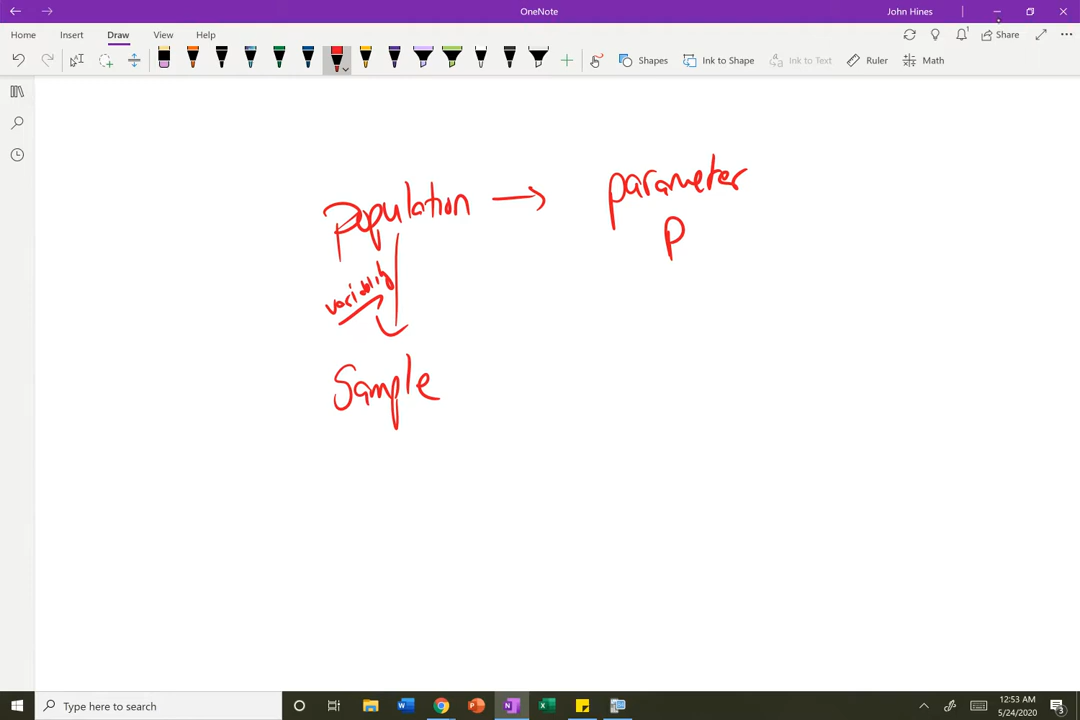 OneNote
John Hines
Home Insert Draw View Help
Share
Shapes Ink to Shape Ink to Text Ruler Math
population → parameter
p
variability
Sample
Type here to search
12:53 AM
5/24/2020
3